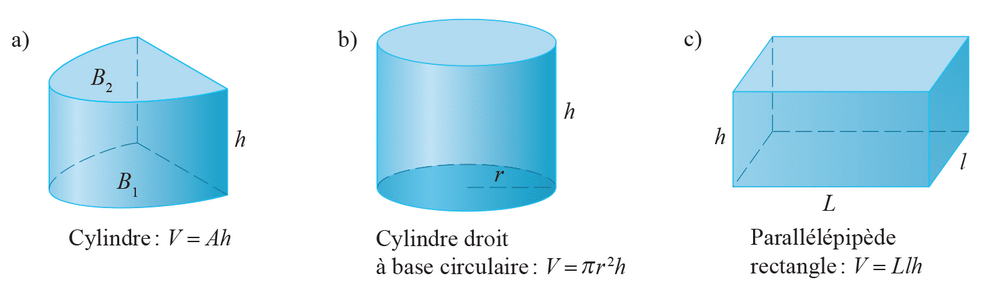 a)
B₂
B₁
h
Cylindre : V = Ah
b)
h
r
Cylindre droit
à base circulaire : V = πr²h
c)
h
l
L
Parallélépipède
rectangle : V = Llh